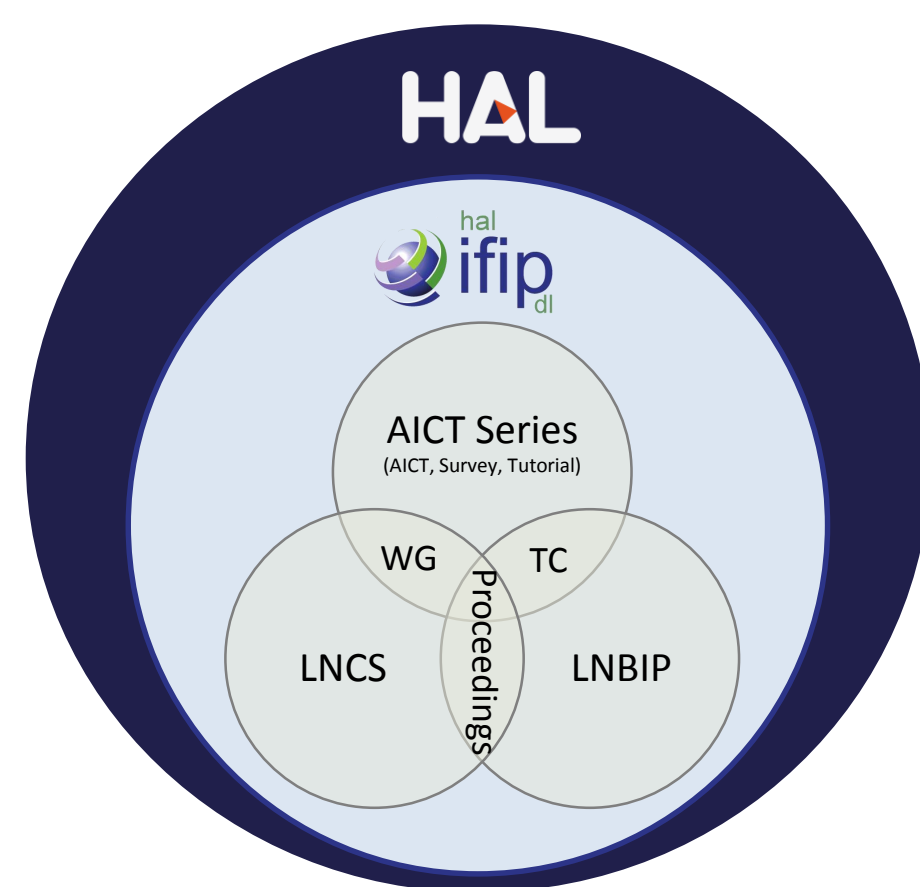 HAL
hal
ifip
dl
AICT Series
(AICT, Survey, Tutorial)
WG
TC
Proceedings
LNCS
LNBIP